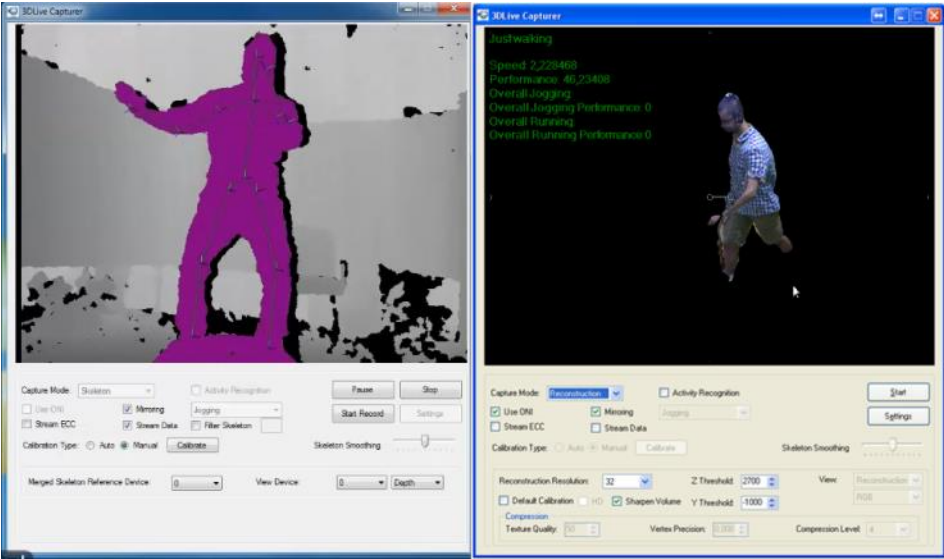 3DLive Capturer
Capture Mode: Skeleton
Activity Recognition
Pause
Stop
Use ONI
Mirroring
Jogging
Start Record
Settings
Stream ECC
Stream Data
Filter Skeleton
Calibration Type:
Auto
Manual
Calibrate
Skeleton Smoothing
Merged Skeleton Reference Device:
0
View Device
0
Depth
3DLive Capturer
Justwaking
Speed 2,228468
Performance 46,23408
Overall Jogging
Overall Jogging Performance 0
Overall Running
Overall Running Performance:0
Capture Mode: Reconstruction
Activity Recognition
Start
Use ONI
Mirroring
Jogging
Settings
Stream ECC
Stream Data
Calibration Type:
Auto
Manual
Calibrate
Skeleton Smoothing
Reconstruction Resolution: 32
Z Threshold 2700
View:
Reconstruction
Default Calibration
HD
Sharpen Volume
Y Threshold -1000
RGB
Compression
Texture Quality: 50
Vertex Precision:
Compression Level: 4